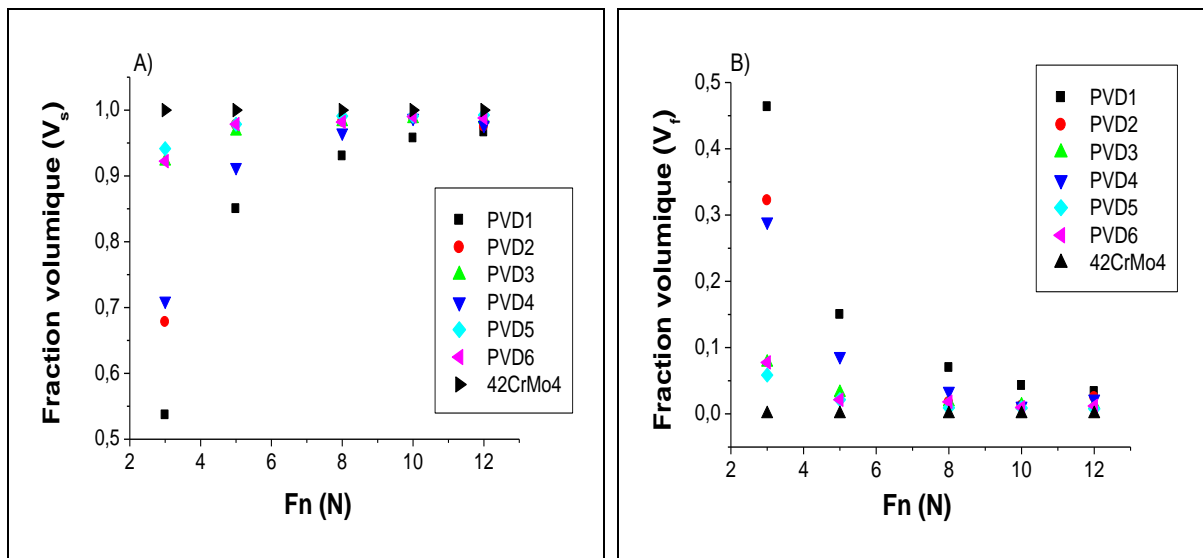 A)
Fraction volumique (Vs)
1,0
0,9
0,8
0,7
0,6
0,5
2
4
6
8
10
12
Fn (N)
PVD1
PVD2
PVD3
PVD4
PVD5
PVD6
42CrMo4
B)
Fraction volumique (Vf)
0,5
0,4
0,3
0,2
0,1
0,0
2
4
6
8
10
12
Fn (N)
PVD1
PVD2
PVD3
PVD4
PVD5
PVD6
42CrMo4